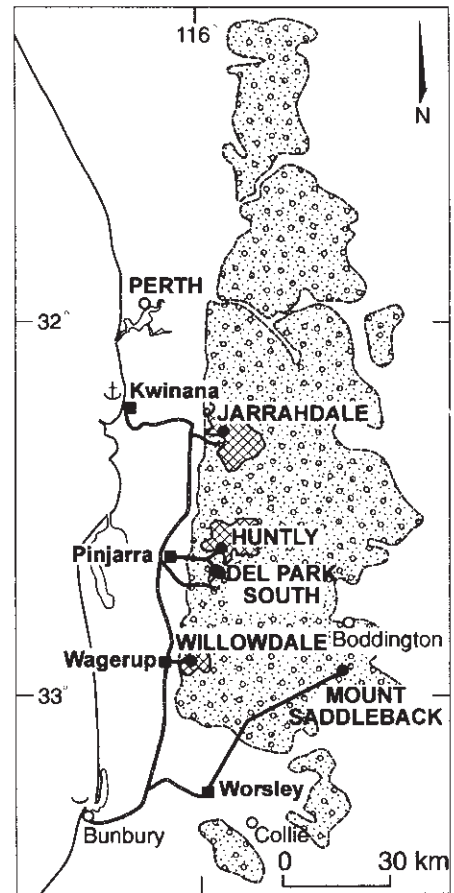 116
N
PERTH
32°
Kwinana
JARRAHDALE
HUNTLY
Pinjarra
DEL PARK
SOUTH
WILLOWDALE
Boddington
Wagerup
33°
MOUNT
SADDLEBACK
Worsley
Bunbury
Collie
0 30 km